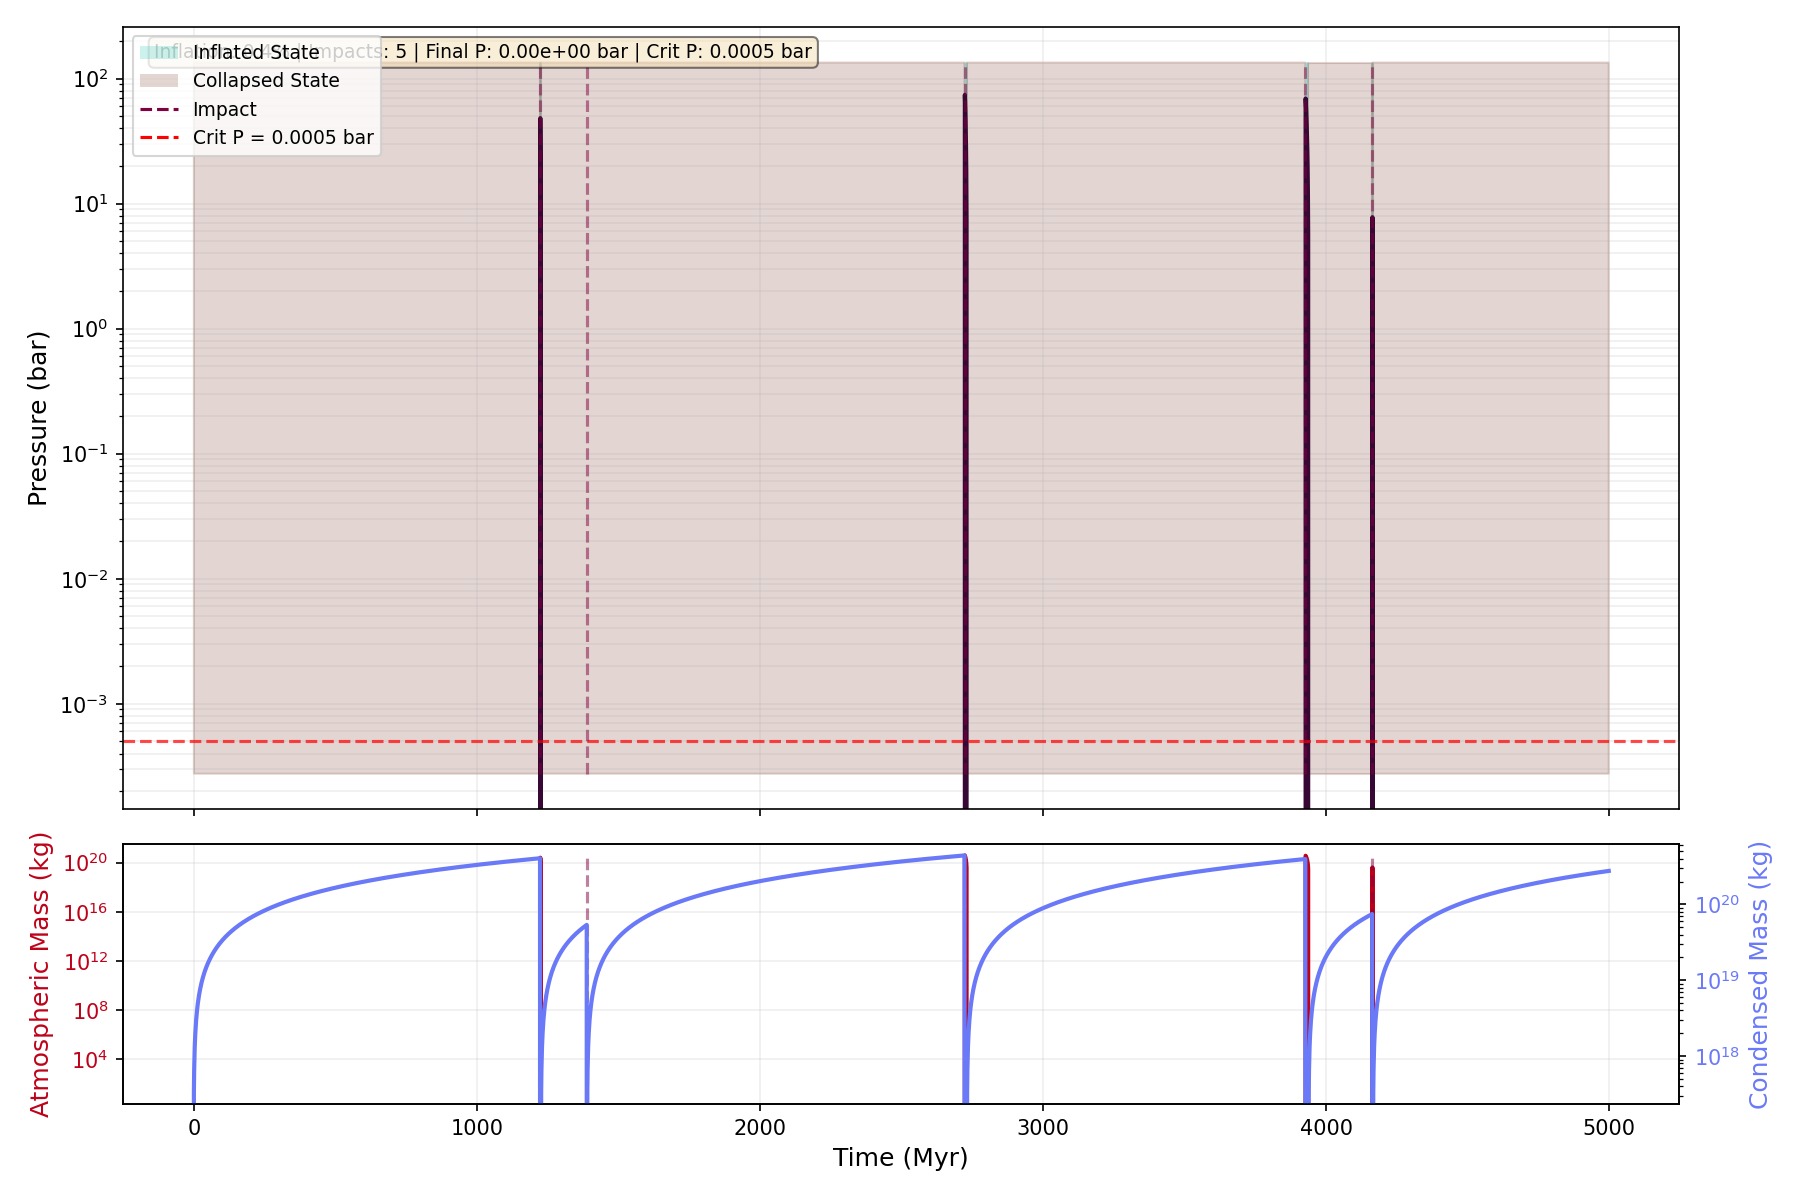 Impacts: 5 | Final P: 0.00e+00 bar | Crit P: 0.0005 bar
Inflated State
Collapsed State
Impact
Crit P = 0.0005 bar
Pressure (bar)
10²
10¹
10⁰
10⁻¹
10⁻²
10⁻³
Atmospheric Mass (kg)
10²⁰
10¹⁶
10¹²
10⁸
10⁴
Condensed Mass (kg)
10²⁰
10¹⁹
10¹⁸
0 1000 2000 3000 4000 5000
Time (Myr)